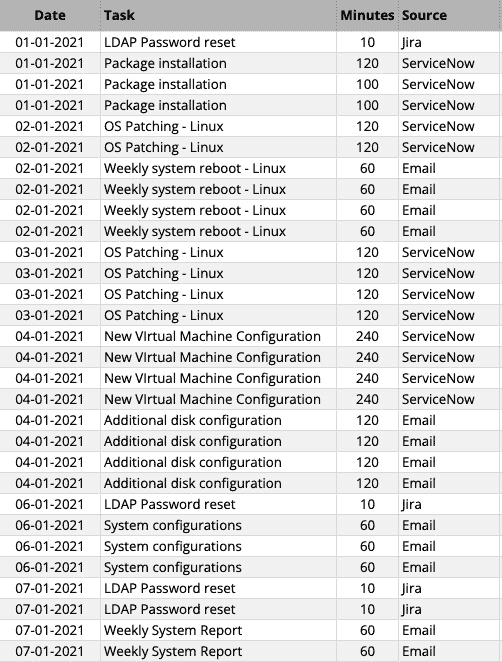 Date Task Minutes Source
01-01-2021 LDAP Password reset 10 Jira
01-01-2021 Package installation 120 ServiceNow
01-01-2021 Package installation 100 ServiceNow
01-01-2021 Package installation 100 ServiceNow
02-01-2021 OS Patching - Linux 120 ServiceNow
02-01-2021 OS Patching - Linux 120 ServiceNow
02-01-2021 Weekly system reboot - Linux 60 Email
02-01-2021 Weekly system reboot - Linux 60 Email
02-01-2021 Weekly system reboot - Linux 60 Email
02-01-2021 Weekly system reboot - Linux 60 Email
03-01-2021 OS Patching - Linux 120 ServiceNow
03-01-2021 OS Patching - Linux 120 ServiceNow
03-01-2021 OS Patching - Linux 120 ServiceNow
03-01-2021 OS Patching - Linux 120 ServiceNow
04-01-2021 New VIrtual Machine Configuration 240 ServiceNow
04-01-2021 New VIrtual Machine Configuration 240 ServiceNow
04-01-2021 New VIrtual Machine Configuration 240 ServiceNow
04-01-2021 New VIrtual Machine Configuration 240 ServiceNow
04-01-2021 Additional disk configuration 120 Email
04-01-2021 Additional disk configuration 120 Email
04-01-2021 Additional disk configuration 120 Email
04-01-2021 Additional disk configuration 120 Email
06-01-2021 LDAP Password reset 10 Jira
06-01-2021 System configurations 60 Email
06-01-2021 System configurations 60 Email
06-01-2021 System configurations 60 Email
07-01-2021 LDAP Password reset 10 Jira
07-01-2021 LDAP Password reset 10 Jira
07-01-2021 Weekly System Report 60 Email
07-01-2021 Weekly System Report 60 Email